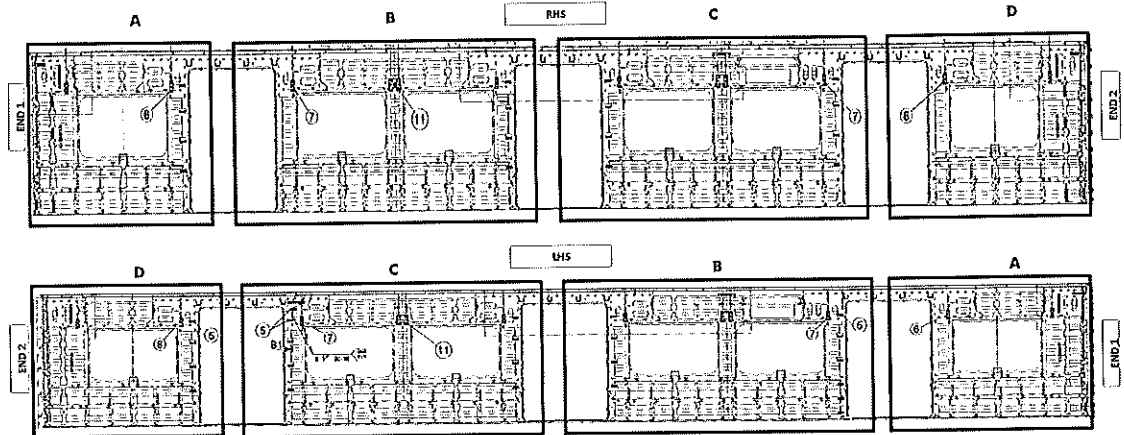 A B RHS C D
END 1
END 2
8 7 11 7 8
LHS
D C B A
END 2
END 1
8 6 5 7 11 7 6 8
B1